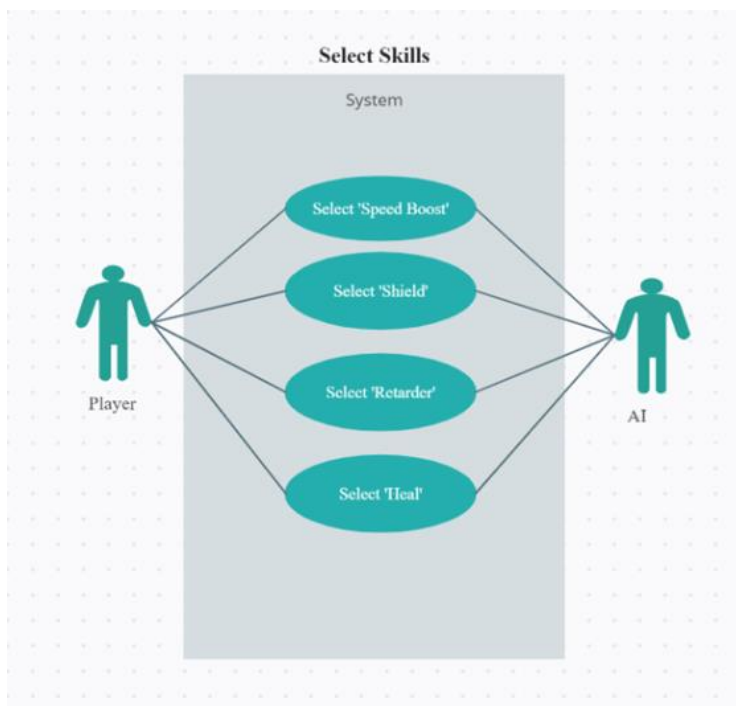 Select Skills
System
Select 'Speed Boost'
Select 'Shield'
Select 'Retarder'
Select 'Heal'
Player
AI